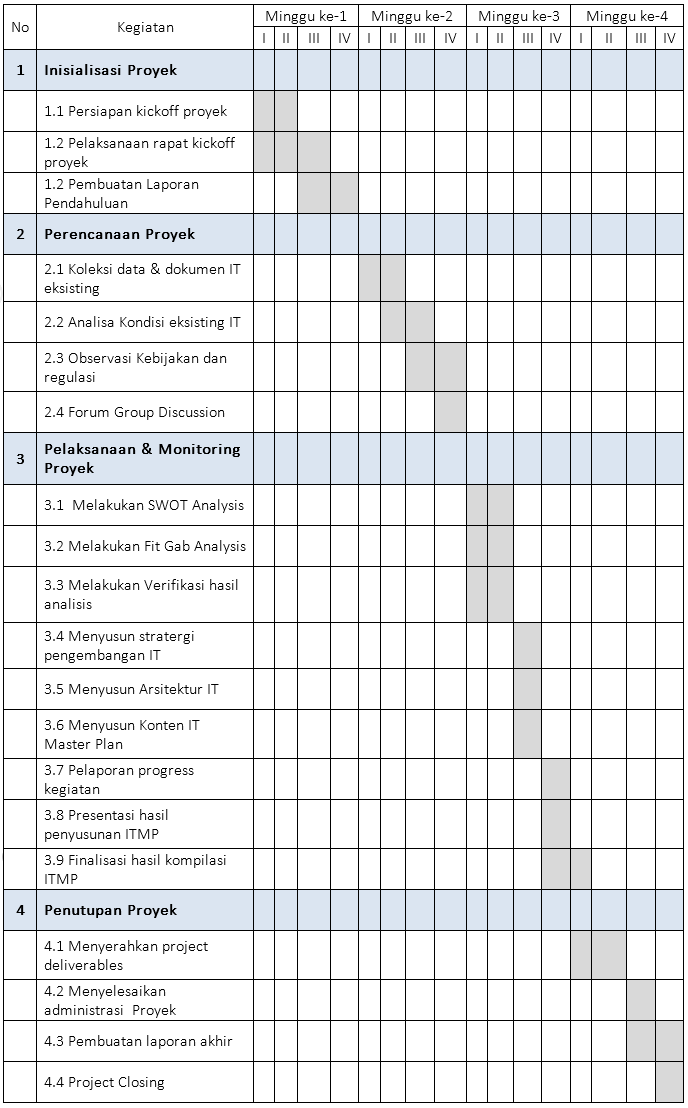 No Kegiatan Minggu ke-1 Minggu ke-2 Minggu ke-3 Minggu ke-4
I II III IV I II III IV I II III IV I II III IV
1 Inisialisasi Proyek
1.1 Persiapan kickoff proyek
1.2 Pelaksanaan rapat kickoff
proyek
1.2 Pembuatan Laporan
Pendahuluan
2 Perencanaan Proyek
2.1 Koleksi data & dokumen IT
eksisting
2.2 Analisa Kondisi eksisting IT
2.3 Observasi Kebijakan dan
regulasi
2.4 Forum Group Discussion
3 Pelaksanaan & Monitoring
Proyek
3.1 Melakukan SWOT Analysis
3.2 Melakukan Fit Gab Analysis
3.3 Melakukan Verifikasi hasil
analisis
3.4 Menyusun stratergi
pengembangan IT
3.5 Menyusun Arsitektur IT
3.6 Menyusun Konten IT
Master Plan
3.7 Pelaporan progress
kegiatan
3.8 Presentasi hasil
penyusunan ITMP
3.9 Finalisasi hasil kompilasi
ITMP
4 Penutupan Proyek
4.1 Menyerahkan project
deliverables
4.2 Menyelesaikan
administrasi Proyek
4.3 Pembuatan laporan akhir
4.4 Project Closing